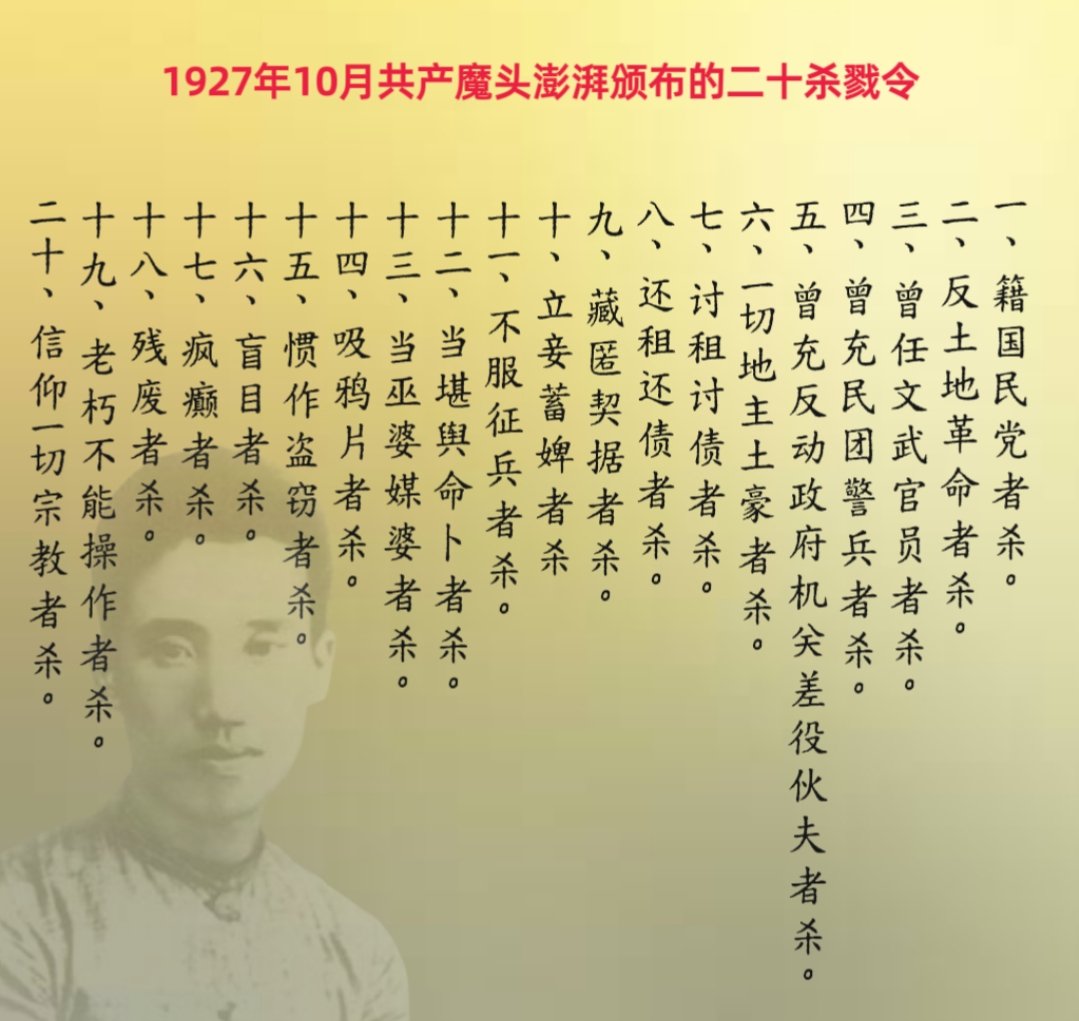 1927年10月共产魔头澎湃颁布的二十杀戮令
一、籍国民党者杀。
二、反土地革命者杀。
三、曾任文武官员者杀。
四、曾充民团警兵者杀。
五、曾充反动政府机关差役伙夫者杀。
六、一切地主土豪者杀。
七、讨租讨债者杀。
八、还租还债者杀。
九、藏匿契据者杀。
十、立妾蓄婢者杀
十一、不服征兵者杀。
十二、当堪舆命卜者杀。
十三、当巫婆媒婆者杀。
十四、吸鸦片者杀。
十五、惯作盗窃者杀。
十六、盲目者杀。
十七、疯癫者杀。
十八、残废者杀。
十九、老朽不能操作者杀。
二十、信仰一切宗教者杀。